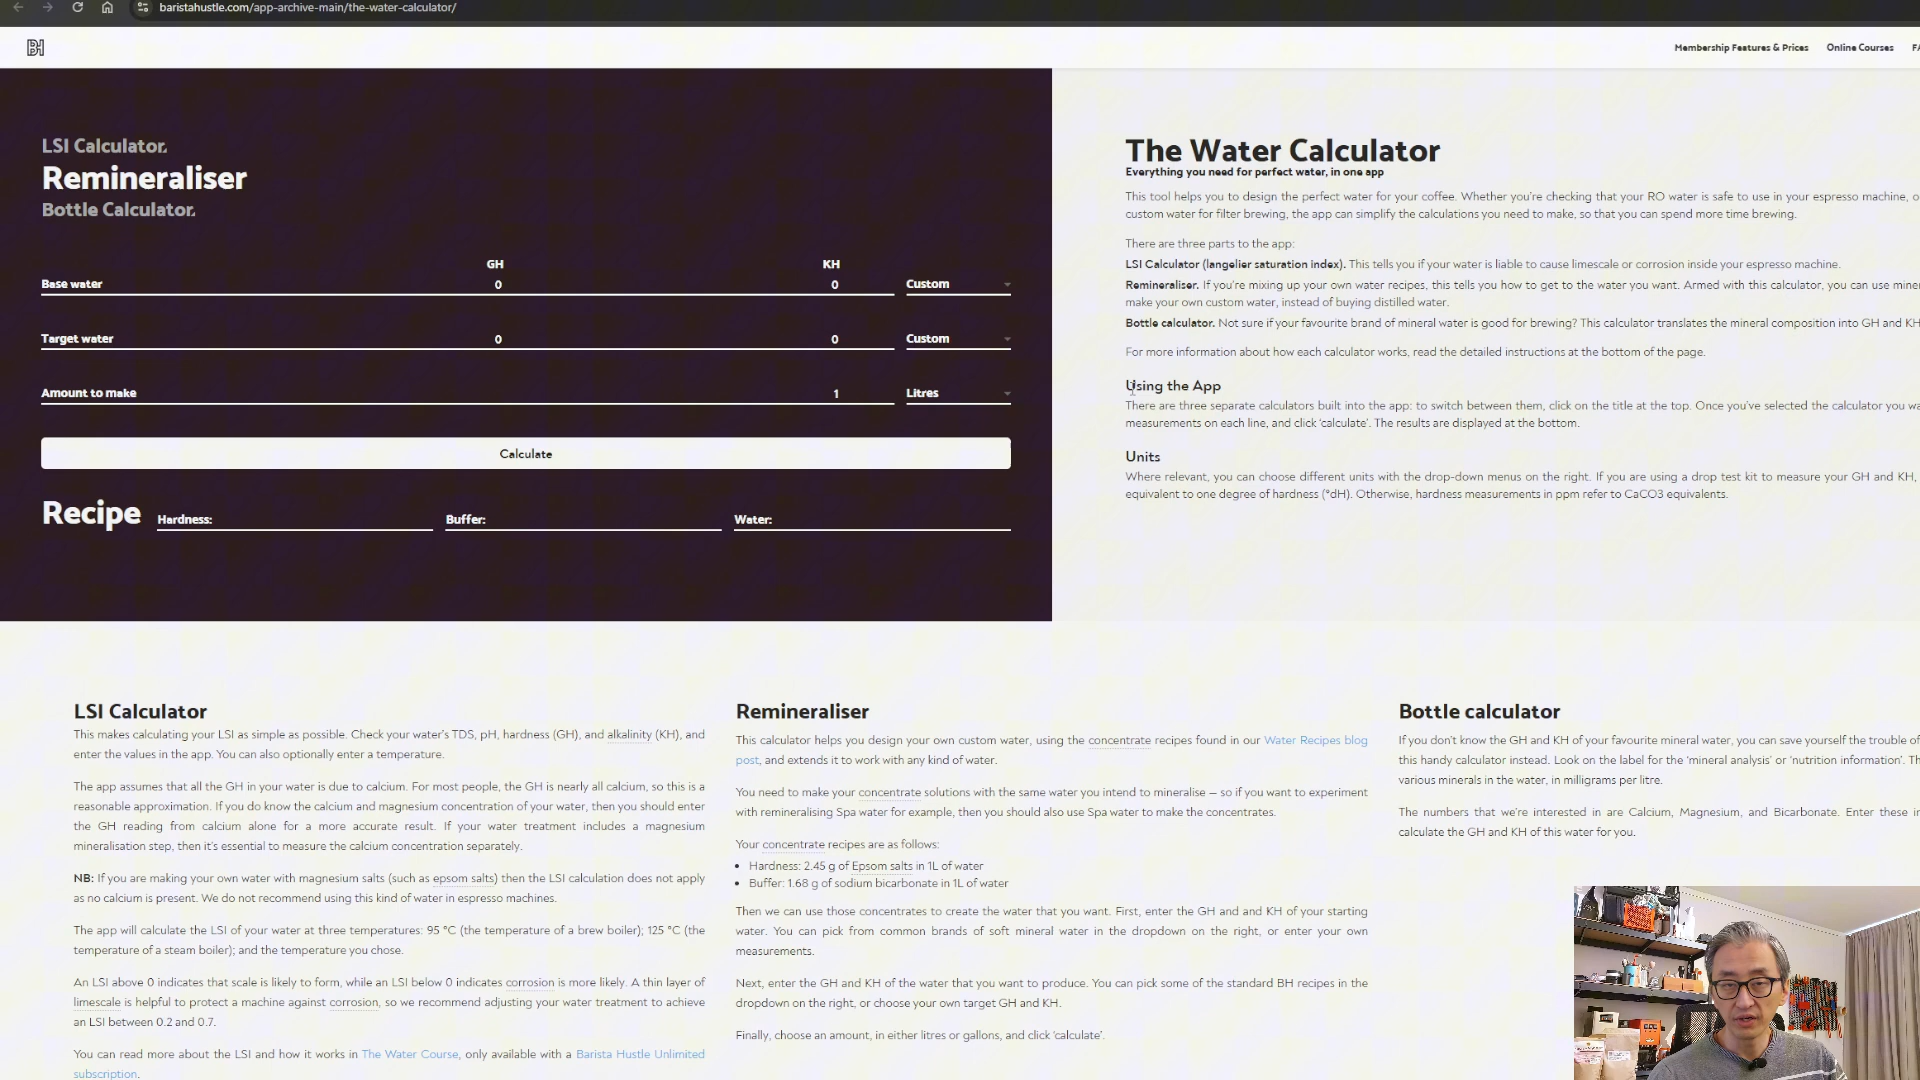 baristahustle.com/app-archive-main/the-water-calculator/
BH
Membership Features & Prices
Online Courses
LSI Calculator.
Remineraliser
Bottle Calculator.
GH KH
Base water 0 0 Custom
Target water 0 0 Custom
Amount to make 1 Litres
Calculate
Recipe Hardness: Buffer: Water:
The Water Calculator
Everything you need for perfect water, in one app
This tool helps you to design the perfect water for your coffee. Whether you're checking that your RO water is safe to use in your espresso machine,
custom water for filter brewing, the app can simplify the calculations you need to make, so that you can spend more time brewing.
There are three parts to the app:
LSI Calculator (langelier saturation index). This tells you if your water is liable to cause limescale or corrosion inside your espresso machine.
Remineraliser. If you're mixing up your own water recipes, this tells you how to get to the water you want. Armed with this calculator, you can use
make your own custom water, instead of buying distilled water.
Bottle calculator. Not sure if your favourite brand of mineral water is good for brewing? This calculator translates the mineral composition into GH and KH
For more information about how each calculator works, read the detailed instructions at the bottom of the page.
Using the App
There are three separate calculators built into the app: to switch between them, click on the title at the top. Once you've selected the calculator you
measurements on each line, and click 'calculate'. The results are displayed at the bottom.
Units
Where relevant, you can choose different units with the drop-down menus on the right. If you are using a drop test kit to measure your GH and KH,
equivalent to one degree of hardness (°dH). Otherwise, hardness measurements in ppm refer to CaCO3 equivalents.
LSI Calculator
This makes calculating your LSI as simple as possible. Check your water's TDS, pH, hardness (GH), and alkalinity (KH), and
enter the values in the app. You can also optionally enter a temperature.
The app assumes that all the GH in your water is due to calcium. For most people, the GH is nearly all calcium, so this is a
reasonable approximation. If you do know the calcium and magnesium concentration of your water, then you should enter
the GH reading from calcium alone for a more accurate result. If your water treatment includes a magnesium
mineralisation step, then it's essential to measure the calcium concentration separately.
NB: If you are making your own water with magnesium salts (such as epsom salts) then the LSI calculation does not apply
as no calcium is present. We do not recommend using this kind of water in espresso machines.
The app will calculate the LSI of your water at three temperatures: 95 °C (the temperature of a brew boiler); 125 °C (the
temperature of a steam boiler); and the temperature you chose.
An LSI above 0 indicates that scale is likely to form, while an LSI below 0 indicates corrosion is more likely. A thin layer of
limescale is helpful to protect a machine against corrosion, so we recommend adjusting your water treatment to achieve
an LSI between 0.2 and 0.7.
You can read more about the LSI and how it works in The Water Course, only available with a Barista Hustle Unlimited
subscription.
Remineraliser
This calculator helps you design your own custom water, using the concentrate recipes found in our Water Recipes blog
post, and extends it to work with any kind of water.
You need to make your concentrate solutions with the same water you intend to mineralise – so if you want to experiment
with remineralising Spa water for example, then you should also use Spa water to make the concentrates.
Your concentrate recipes are as follows:
• Hardness: 2.45 g of Epsom salts in 1L of water
• Buffer: 1.68 g of sodium bicarbonate in 1L of water
Then we can use those concentrates to create the water that you want. First, enter the GH and and KH of your starting
water. You can pick from common brands of soft mineral water in the dropdown on the right, or enter your own
measurements.
Next, enter the GH and KH of the water that you want to produce. You can pick some of the standard BH recipes in the
dropdown on the right, or choose your own target GH and KH.
Finally, choose an amount, in either litres or gallons, and click 'calculate'.
Bottle calculator
If you don't know the GH and KH of your favourite mineral water, you can save yourself the trouble of
this handy calculator instead. Look on the label for the 'mineral analysis' or 'nutrition information'.
various minerals in the water, in milligrams per litre.
The numbers that we're interested in are Calcium, Magnesium, and Bicarbonate. Enter these
calculate the GH and KH of this water for you.